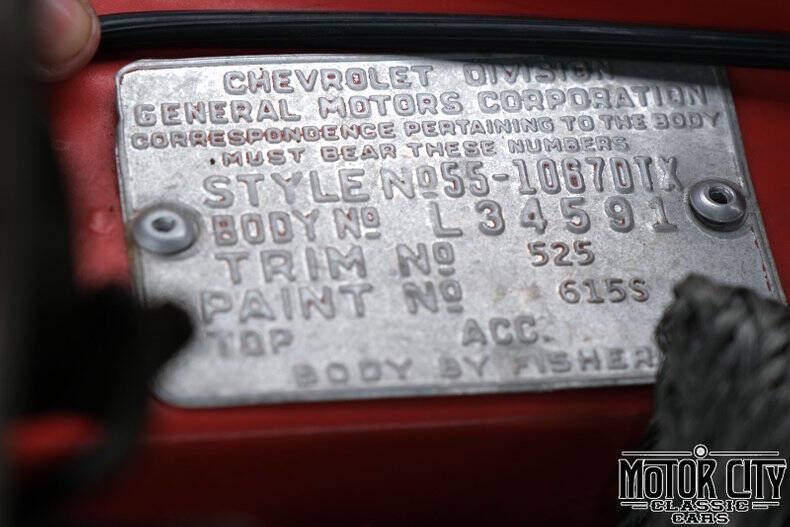 CHEVROLET DIVISION
GENERAL MOTORS CORPORATION
CORRESPONDENCE PERTAINING TO THE BODY
MUST BEAR THESE NUMBERS
STYLE Nº 55-1067DTX
BODY Nº L34591
TRIM Nº 525
PAINT Nº 615S
TOP ACC.
BODY BY FISHER
MOTOR CITY
CLASSIC
CARS